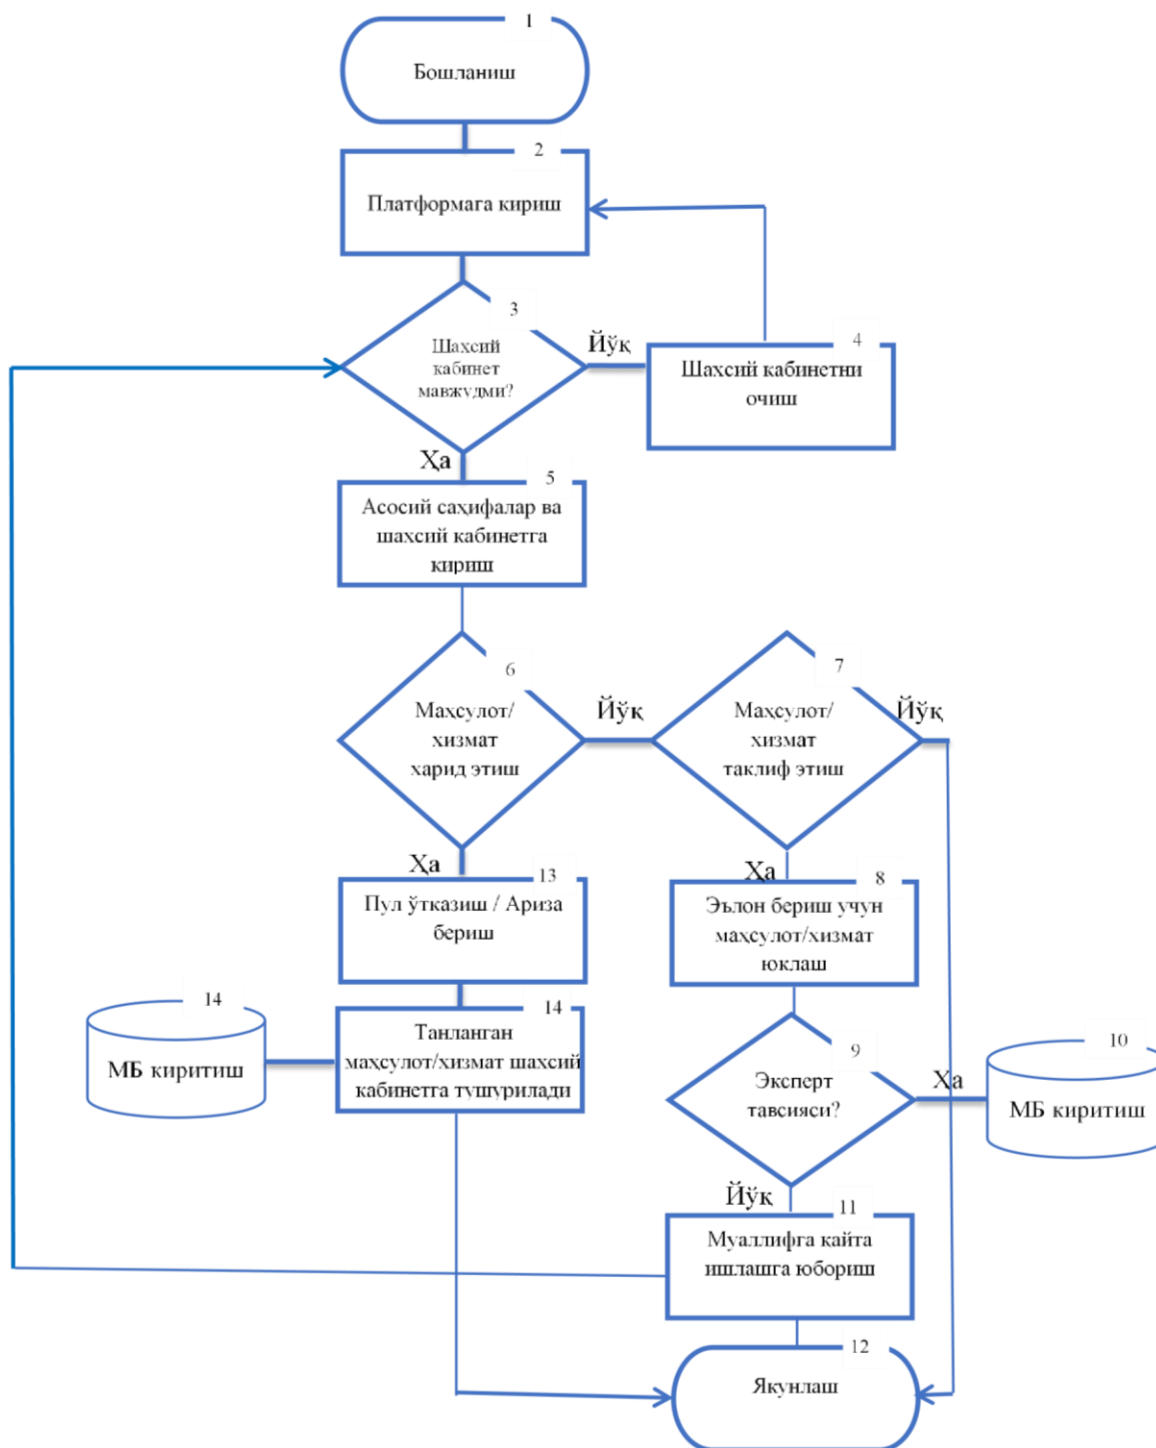 1
Бошланиш
2
Платформага кириш
3
Шахсий
кабинет
мавжудми?
Йўқ
4
Шахсий кабинетни
очиш
Ҳа
5
Асосий саҳифалар ва
шахсий кабинетга
кириш
6
Маҳсулот/
хизмат
харид этиш
Йўқ
7
Маҳсулот/
хизмат
таклиф этиш
Йўқ
Ҳа
13
Пул ўтказиш / Ариза
бериш
Ҳа
8
Эълон бериш учун
маҳсулот/хизмат
юклаш
14
МБ киритиш
14
Танланган
маҳсулот/хизмат шахсий
кабинетга тушурилади
9
Эксперт
тавсияси?
Ҳа
10
МБ киритиш
Йўқ
11
Муаллифга қайта
ишлашга юбориш
12
Якунлаш